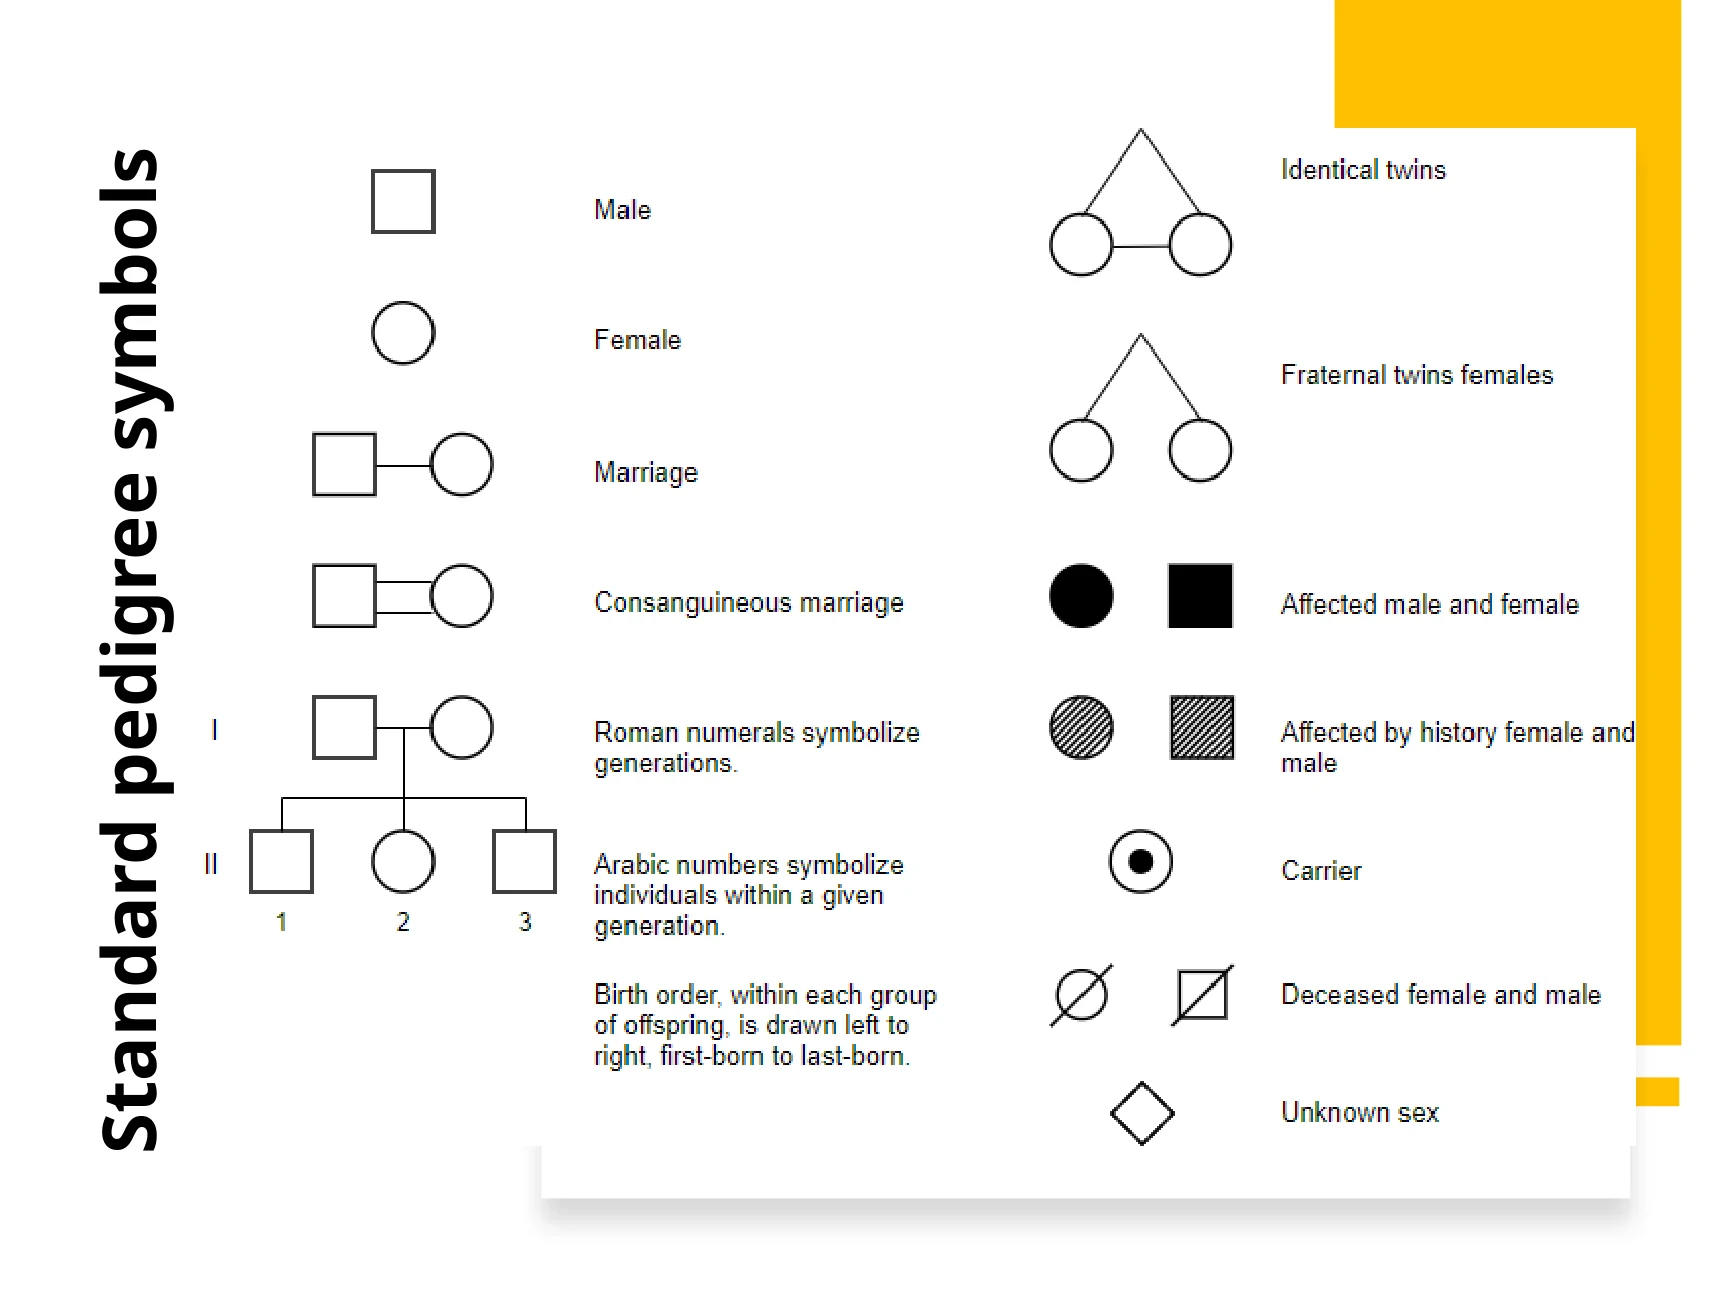 Standard pedigree symbols
Male
Female
Marriage
Consanguineous marriage
I
Roman numerals symbolize
generations.
II
1 2 3
Arabic numbers symbolize
individuals within a given
generation.
Birth order, within each group
of offspring, is drawn left to
right, first-born to last-born.
Identical twins
Fraternal twins females
Affected male and female
Affected by history female and
male
Carrier
Deceased female and male
Unknown sex